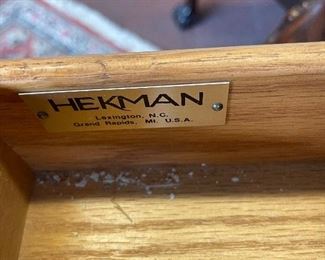 HEKMAN
Lexington, N.C.
Grand Rapids, MI. U.S.A.